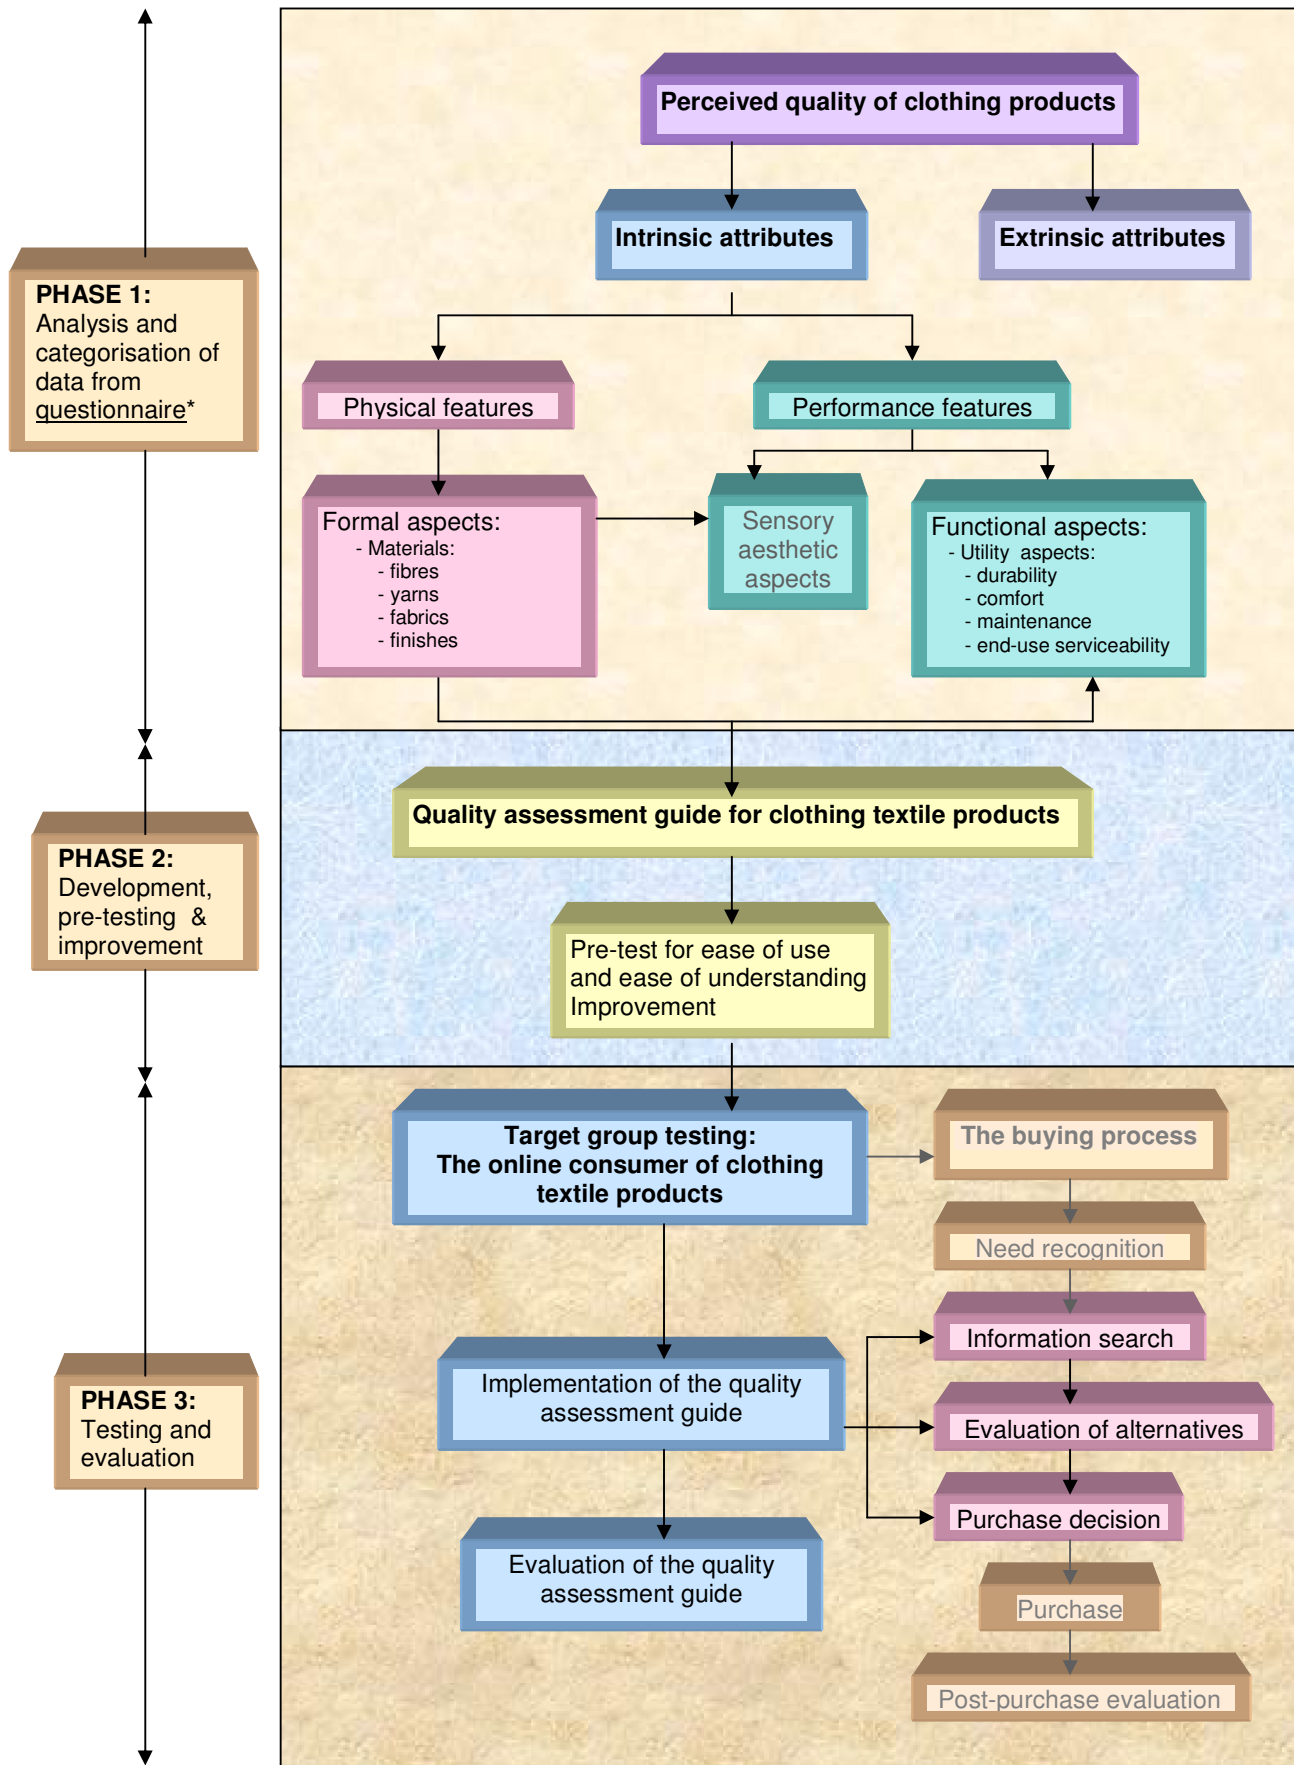 Perceived quality of clothing products
Intrinsic attributes
Extrinsic attributes
PHASE 1:
Analysis and
categorisation of
data from
questionnaire*
Physical features
Performance features
Formal aspects:
- Materials:
- fibres
- yarns
- fabrics
- finishes
Sensory
aesthetic
aspects
Functional aspects:
- Utility aspects:
- durability
- comfort
- maintenance
- end-use serviceability
Quality assessment guide for clothing textile products
PHASE 2:
Development,
pre-testing &
improvement
Pre-test for ease of use
and ease of understanding
Improvement
Target group testing:
The online consumer of clothing
textile products
The buying process
Need recognition
Information search
PHASE 3:
Testing and
evaluation
Implementation of the quality
assessment guide
Evaluation of alternatives
Purchase decision
Evaluation of the quality
assessment guide
Purchase
Post-purchase evaluation